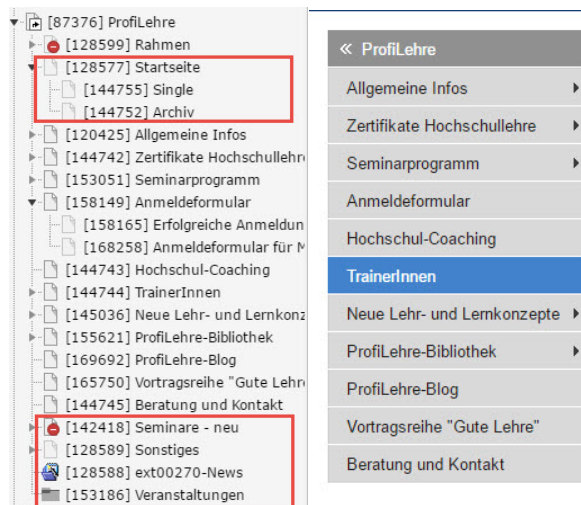 [87376] ProfiLehre
[128599] Rahmen
[128577] Startseite
[144755] Single
[144752] Archiv
[120425] Allgemeine Infos
[144742] Zertifikate Hochschullehr
[153051] Seminarprogramm
[158149] Anmeldeformular
[158165] Erfolgreiche Anmeldun
[168258] Anmeldeformular für M
[144743] Hochschul-Coaching
[144744] TrainerInnen
[145036] Neue Lehr- und Lernkonz
[155621] ProfiLehre-Bibliothek
[169692] ProfiLehre-Blog
[165750] Vortragsreihe "Gute Lehr
[144745] Beratung und Kontakt
[142418] Seminare - neu
[128589] Sonstiges
[128588] ext00270-News
[153186] Veranstaltungen
« ProfiLehre
Allgemeine Infos
Zertifikate Hochschullehre
Seminarprogramm
Anmeldeformular
Hochschul-Coaching
TrainerInnen
Neue Lehr- und Lernkonzepte
ProfiLehre-Bibliothek
ProfiLehre-Blog
Vortragsreihe "Gute Lehre"
Beratung und Kontakt